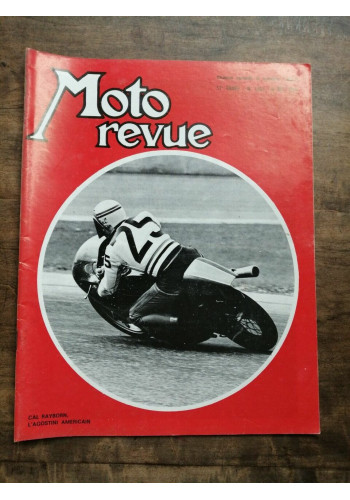 Moto
revue
25
CAL RAYBORN,
L'AGOSTINI AMERICAIN